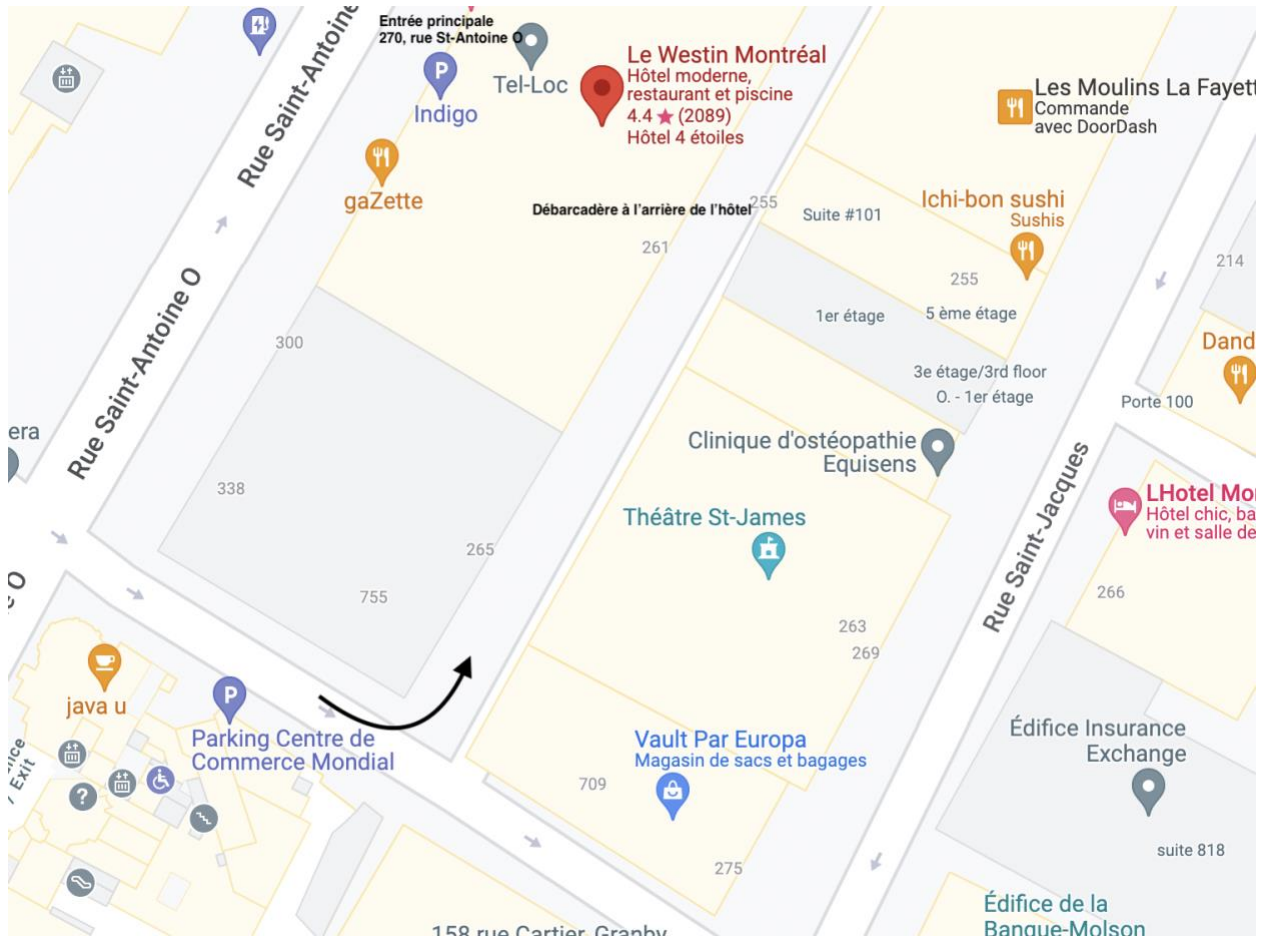 Entrée principale
270, rue St-Antoine O
Rue Saint-Antoine
Tel-Loc
Indigo
P
Le Westin Montréal
Hôtel moderne,
restaurant et piscine
4.4 ★ (2089)
Hôtel 4 étoiles
Les Moulins La Fayett
Commande
avec DoorDash
gaZette
Débarcadère à l'arrière de l'hôtel
255
Suite #101
Ichi-bon sushi
Sushis
261
255
214
1er étage
5 ème étage
300
Rue Saint-Antoine O
3e étage/3rd floor
O. - 1er étage
Dand
Porte 100
era
Clinique d'ostéopathie
Equisens
338
Rue Saint-Jacques
LHotel Mo
Hôtel chic, ba
vin et salle de
Théâtre St-James
265
755
266
263
269
O
java u
P
Parking Centre de
Commerce Mondial
Vault Par Europa
Magasin de sacs et bagages
Édifice Insurance
Exchange
Exit
?
709
suite 818
275
Édifice de la
Banque-Molson
158 rue Cartier, Granby